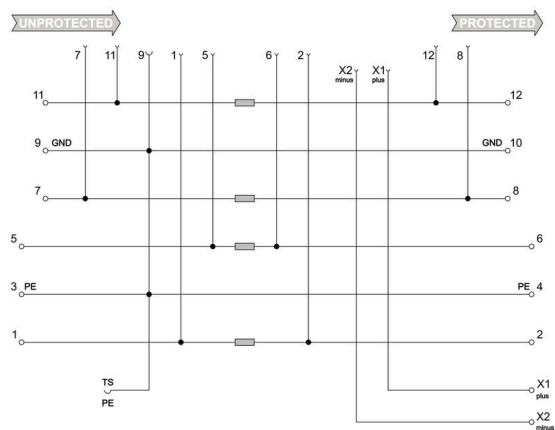 UNPROTECTED PROTECTED
7 11 9 1 5 6 2 12 8
X2 X1
minus plus
11 12
9 GND GND 10
7 8
5 6
3 PE PE 4
1 2
TS
PE
X1
plus
X2
minus